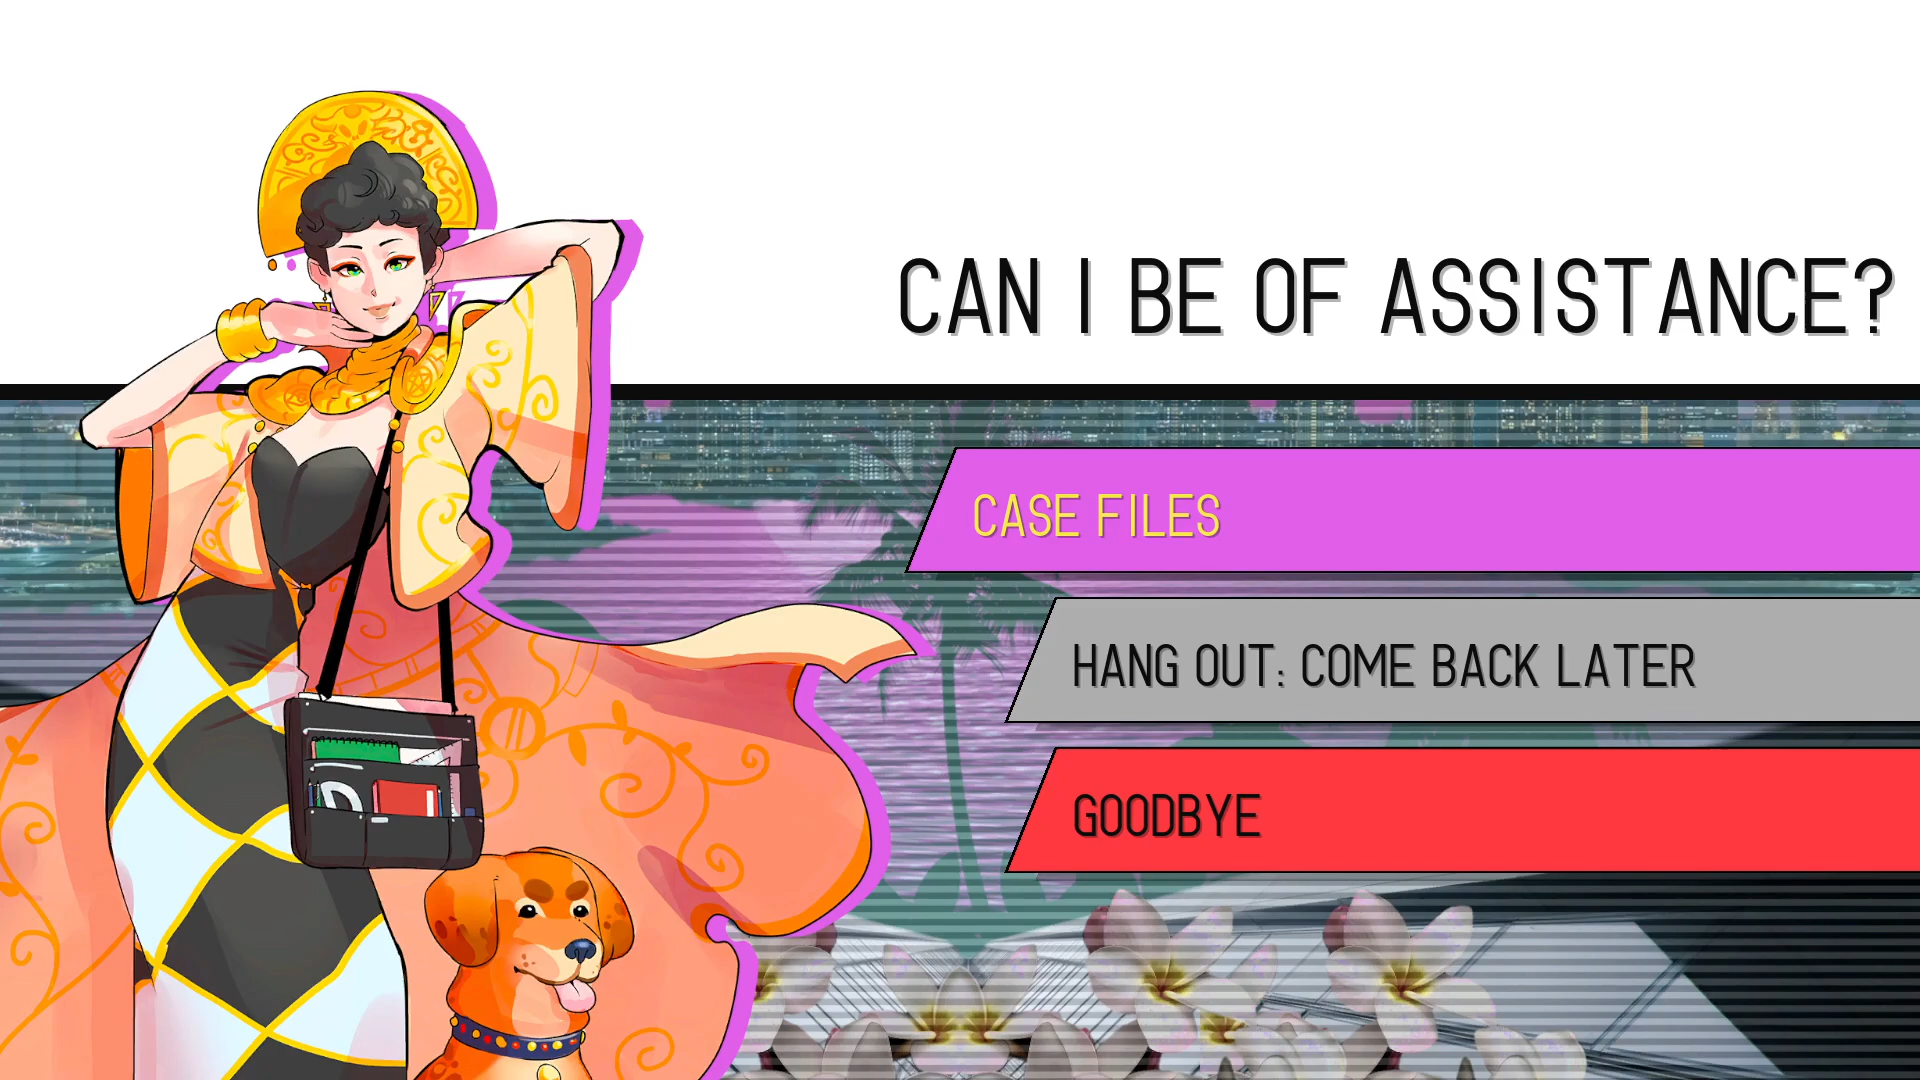 CAN I BE OF ASSISTANCE?
CASE FILES
HANG OUT: COME BACK LATER
GOODBYE